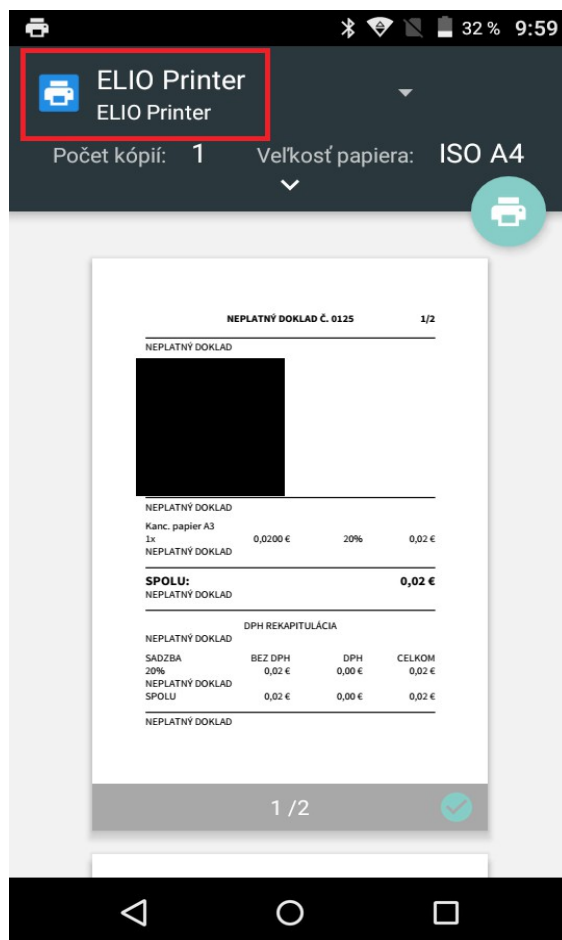 32 % 9:59
ELIO Printer
ELIO Printer
Počet kópií: 1 Veľkosť papiera: ISO A4
NEPLATNÝ DOKLAD Č. 0125 1/2
NEPLATNÝ DOKLAD
NEPLATNÝ DOKLAD
Kanc. papier A3
1x 0,0200 € 20% 0,02 €
NEPLATNÝ DOKLAD
SPOLU: 0,02 €
NEPLATNÝ DOKLAD
DPH REKAPITULÁCIA
NEPLATNÝ DOKLAD
SADZBA BEZ DPH DPH CELKOM
20% 0,02 € 0,00 € 0,02 €
NEPLATNÝ DOKLAD
SPOLU 0,02 € 0,00 € 0,02 €
NEPLATNÝ DOKLAD
1 /2